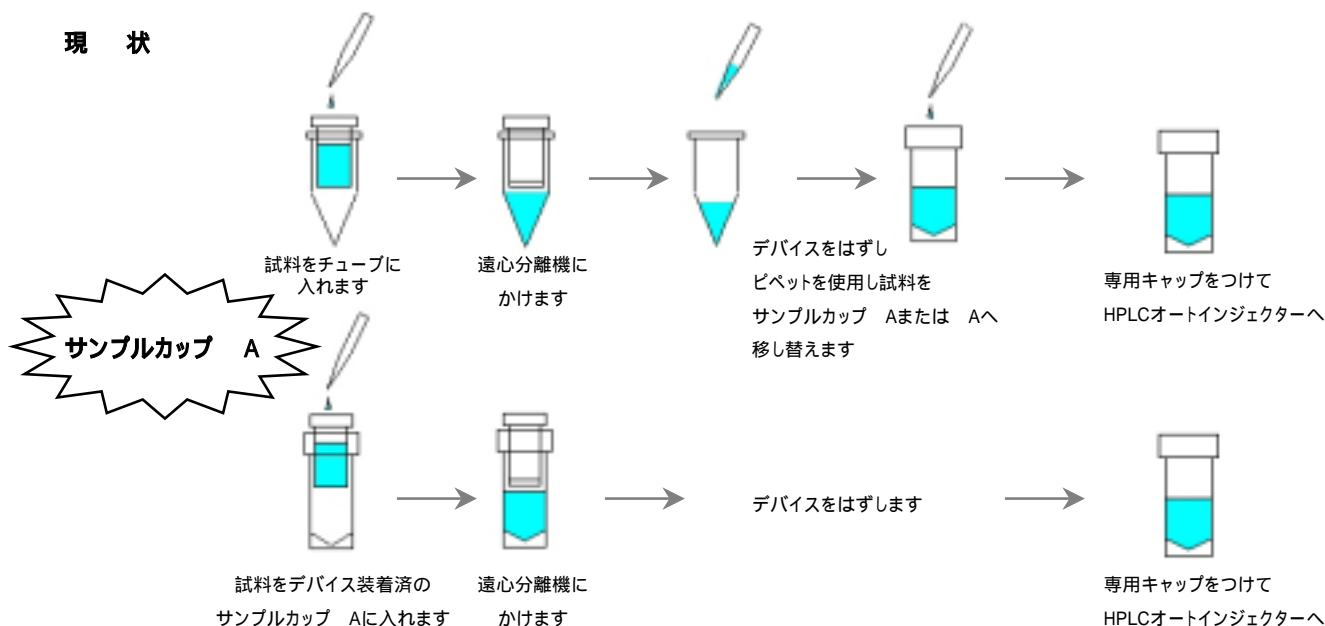 現 状
試料をチューブに
入れます
遠心分離機に
かけます
デバイスをはずし
ピペットを使用し試料を
サンプルカップ Aまたは Aへ
移し替えます
専用キャップをつけて
HPLCオートインジェクターへ
サンプルカップ A
試料をデバイス装着済の
サンプルカップ Aに入れます
遠心分離機に
かけます
デバイスをはずします
専用キャップをつけて
HPLCオートインジェクターへ